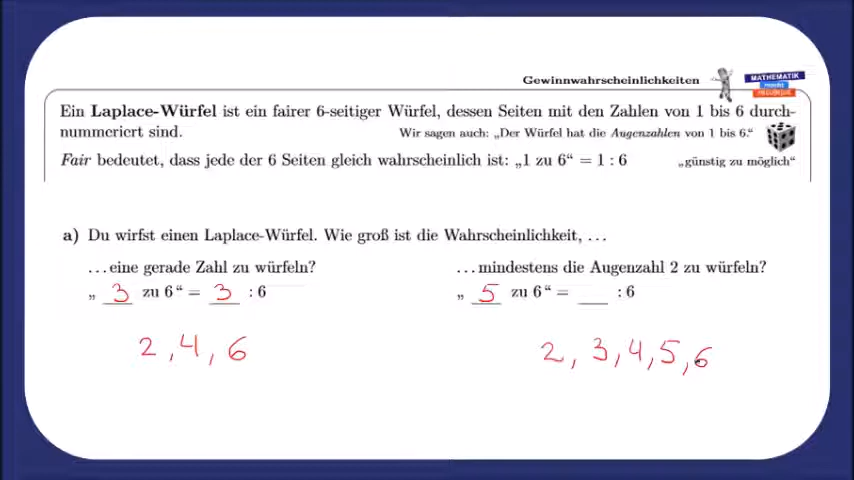 Gewinnwahrscheinlichkeiten
MATHEMATIK
Ein Laplace-Würfel ist ein fairer 6-seitiger Würfel, dessen Seiten mit den Zahlen von 1 bis 6 durch-
nummeriert sind.
Wir sagen auch: „Der Würfel hat die Augenzahlen von 1 bis 6.“
Fair bedeutet, dass jede der 6 Seiten gleich wahrscheinlich ist: „1 zu 6“ = 1 : 6
„günstig zu möglich“
a) Du wirfst einen Laplace-Würfel. Wie groß ist die Wahrscheinlichkeit, ...
...eine gerade Zahl zu würfeln?
„ 3 zu 6“ = 3 : 6
2, 4, 6
...mindestens die Augenzahl 2 zu würfeln?
„ 5 zu 6“ = ___ : 6
2, 3, 4, 5, 6